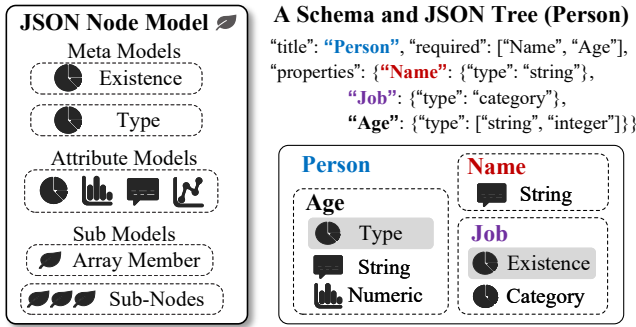 JSON Node Model
Meta Models
Existence
Type
Attribute Models
Sub Models
Array Member
Sub-Nodes
A Schema and JSON Tree (Person)
“title”: “Person”, “required”: [“Name”, “Age”],
“properties”: {“Name”: {“type”: “string”},
“Job”: {“type”: “category”},
“Age”: {“type”: [“string”, “integer”]}}
Person
Age
Type
String
Numeric
Name
String
Job
Existence
Category